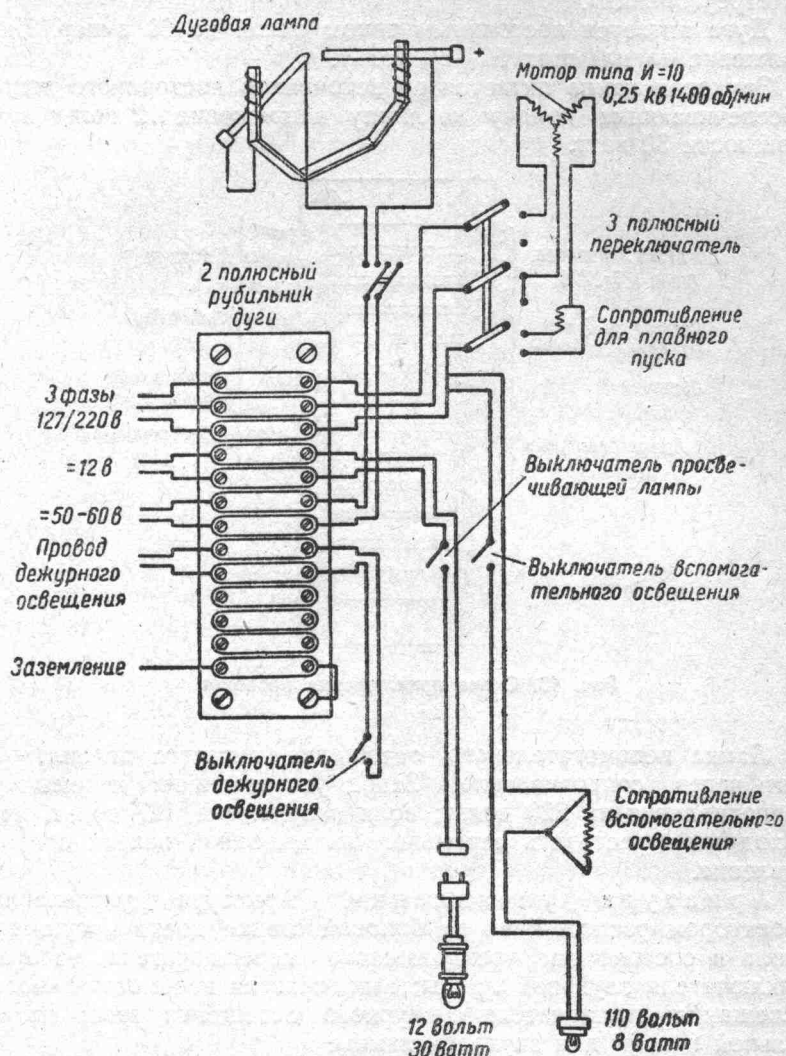 Дуговая лампа
+
Мотор типа И=10
0,25 кв 1400 об/мин
3 полюсный
переключатель
2 полюсный
рубильник
дуги
Сопротивление
для плавного
пуска
3 фазы
127/220 в
=12 в
=50-60 в
Провод
дежурного
освещения
Заземление
Выключатель просве-
чивающей лампы
Выключатель вспомога-
тельного освещения
Выключатель
дежурного
освещения
Сопротивление
вспомогательного
освещения
12 вольт
30 ватт
110 вольт
8 ватт